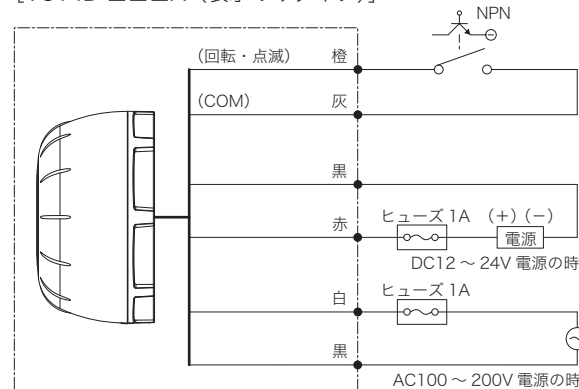 NPN
（回転・点滅） 橙
(COM) 灰
黒
赤 ヒューズ 1A （＋）（－）
電源
DC12 ～ 24V 電源の時
白 ヒューズ 1A
黒
AC100 ～ 200V 電源の時